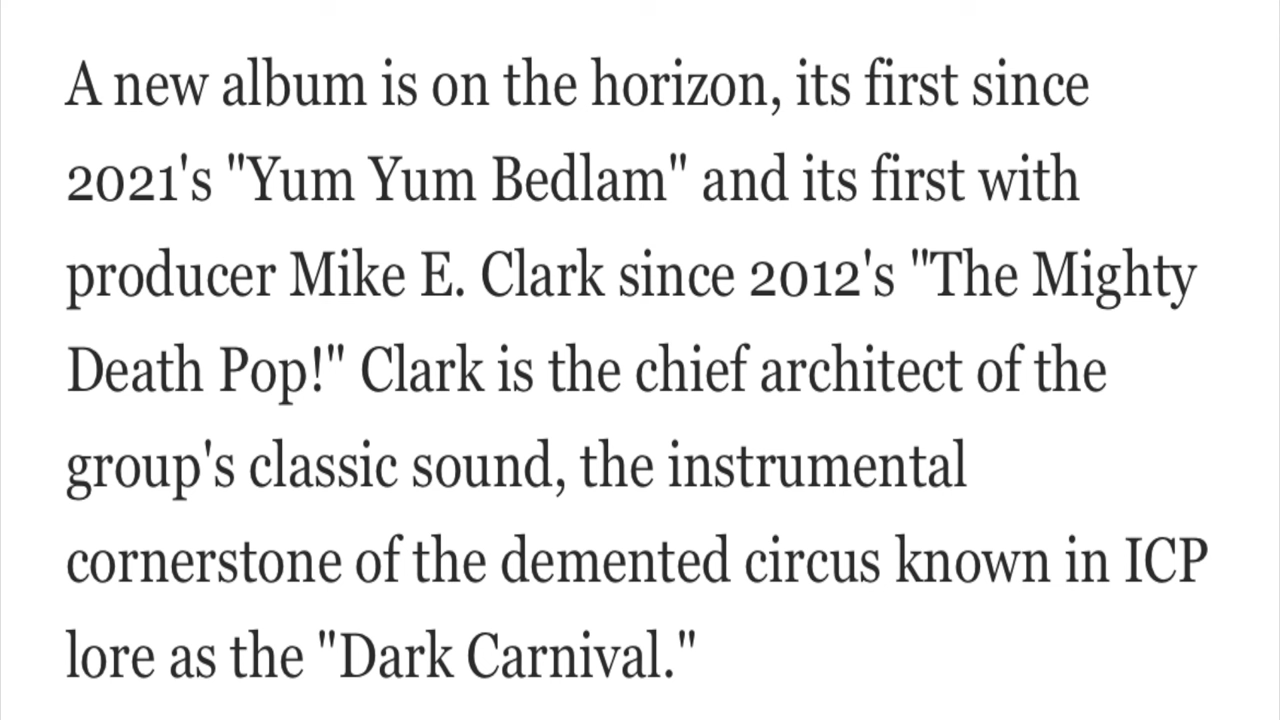 A new album is on the horizon, its first since
2021's "Yum Yum Bedlam" and its first with
producer Mike E. Clark since 2012's "The Mighty
Death Pop!" Clark is the chief architect of the
group's classic sound, the instrumental
cornerstone of the demented circus known in ICP
lore as the "Dark Carnival."